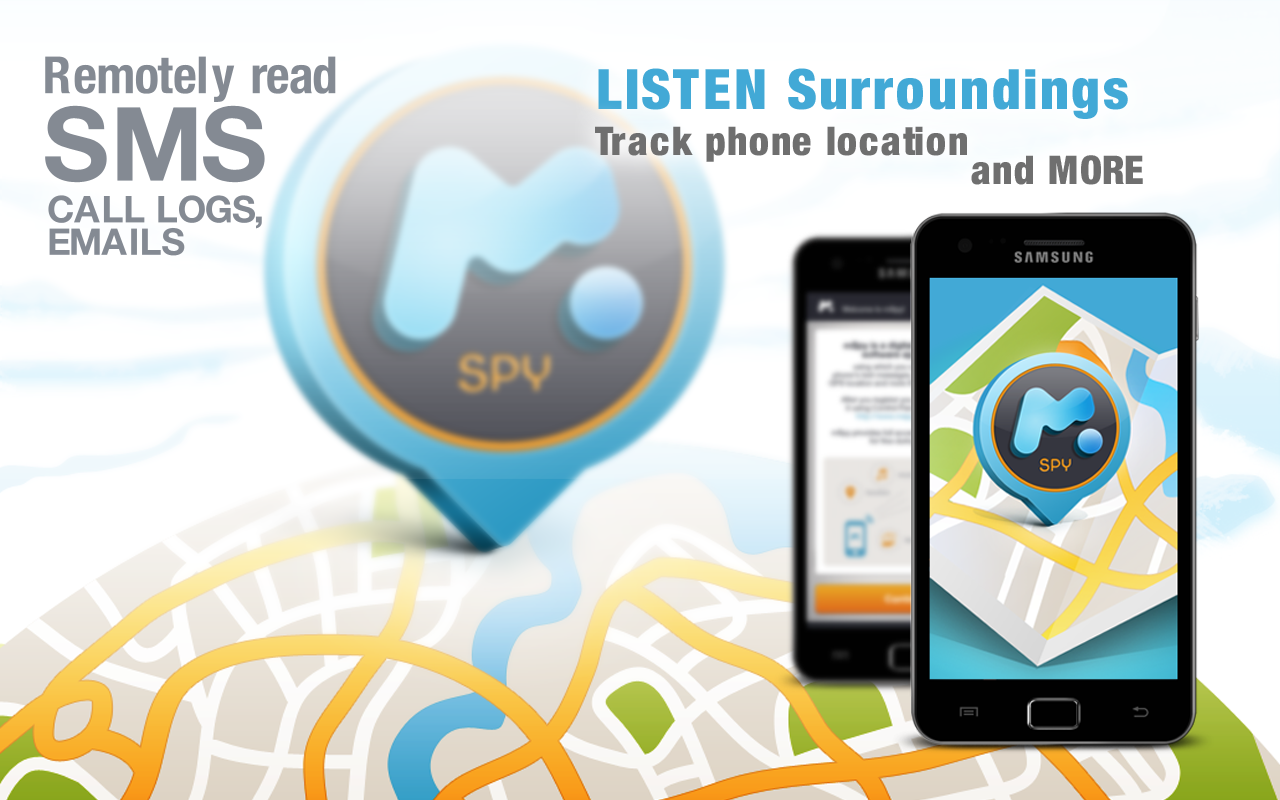 Remotely read
SMS
CALL LOGS,
EMAILS
LISTEN Surroundings
Track phone location
and MORE
SPY
SAMSUNG
SPY